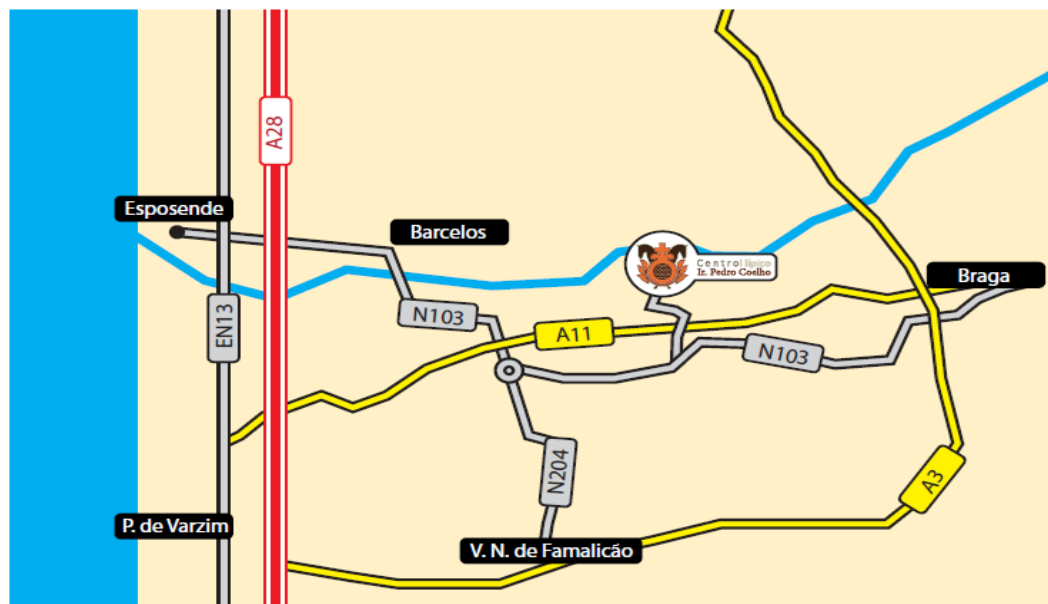 A28
Esposende
Barcelos
Centro Hípico
Ir. Pedro Coelho
Braga
EN13
N103
A11
N103
N204
A3
P. de Varzim
V. N. de Famalicão